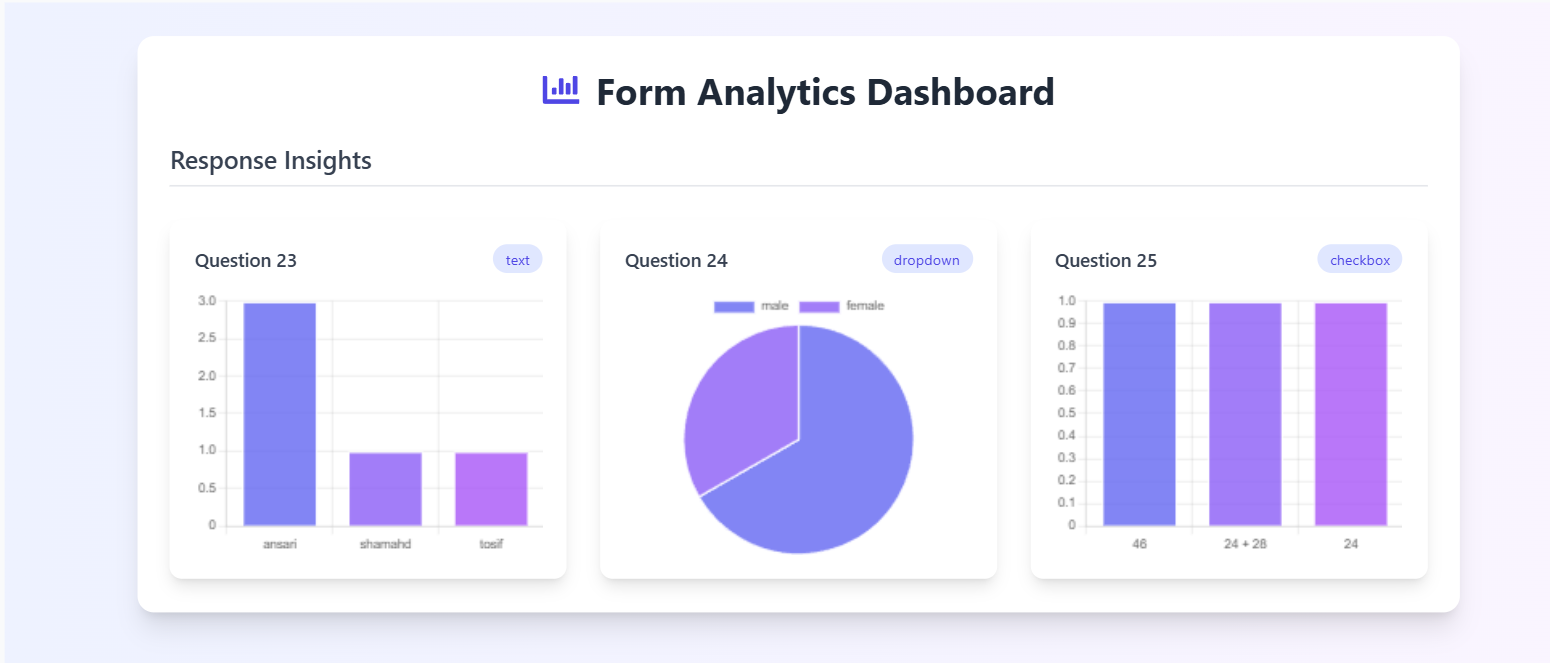 Form Analytics Dashboard
Response Insights
Question 23
text
3.0
2.5
2.0
1.5
1.0
0.5
0
ansari
shamahd
tosif
Question 24
dropdown
male
female
Question 25
checkbox
1.0
0.9
0.8
0.7
0.6
0.5
0.4
0.3
0.2
0.1
0
46
24 + 28
24